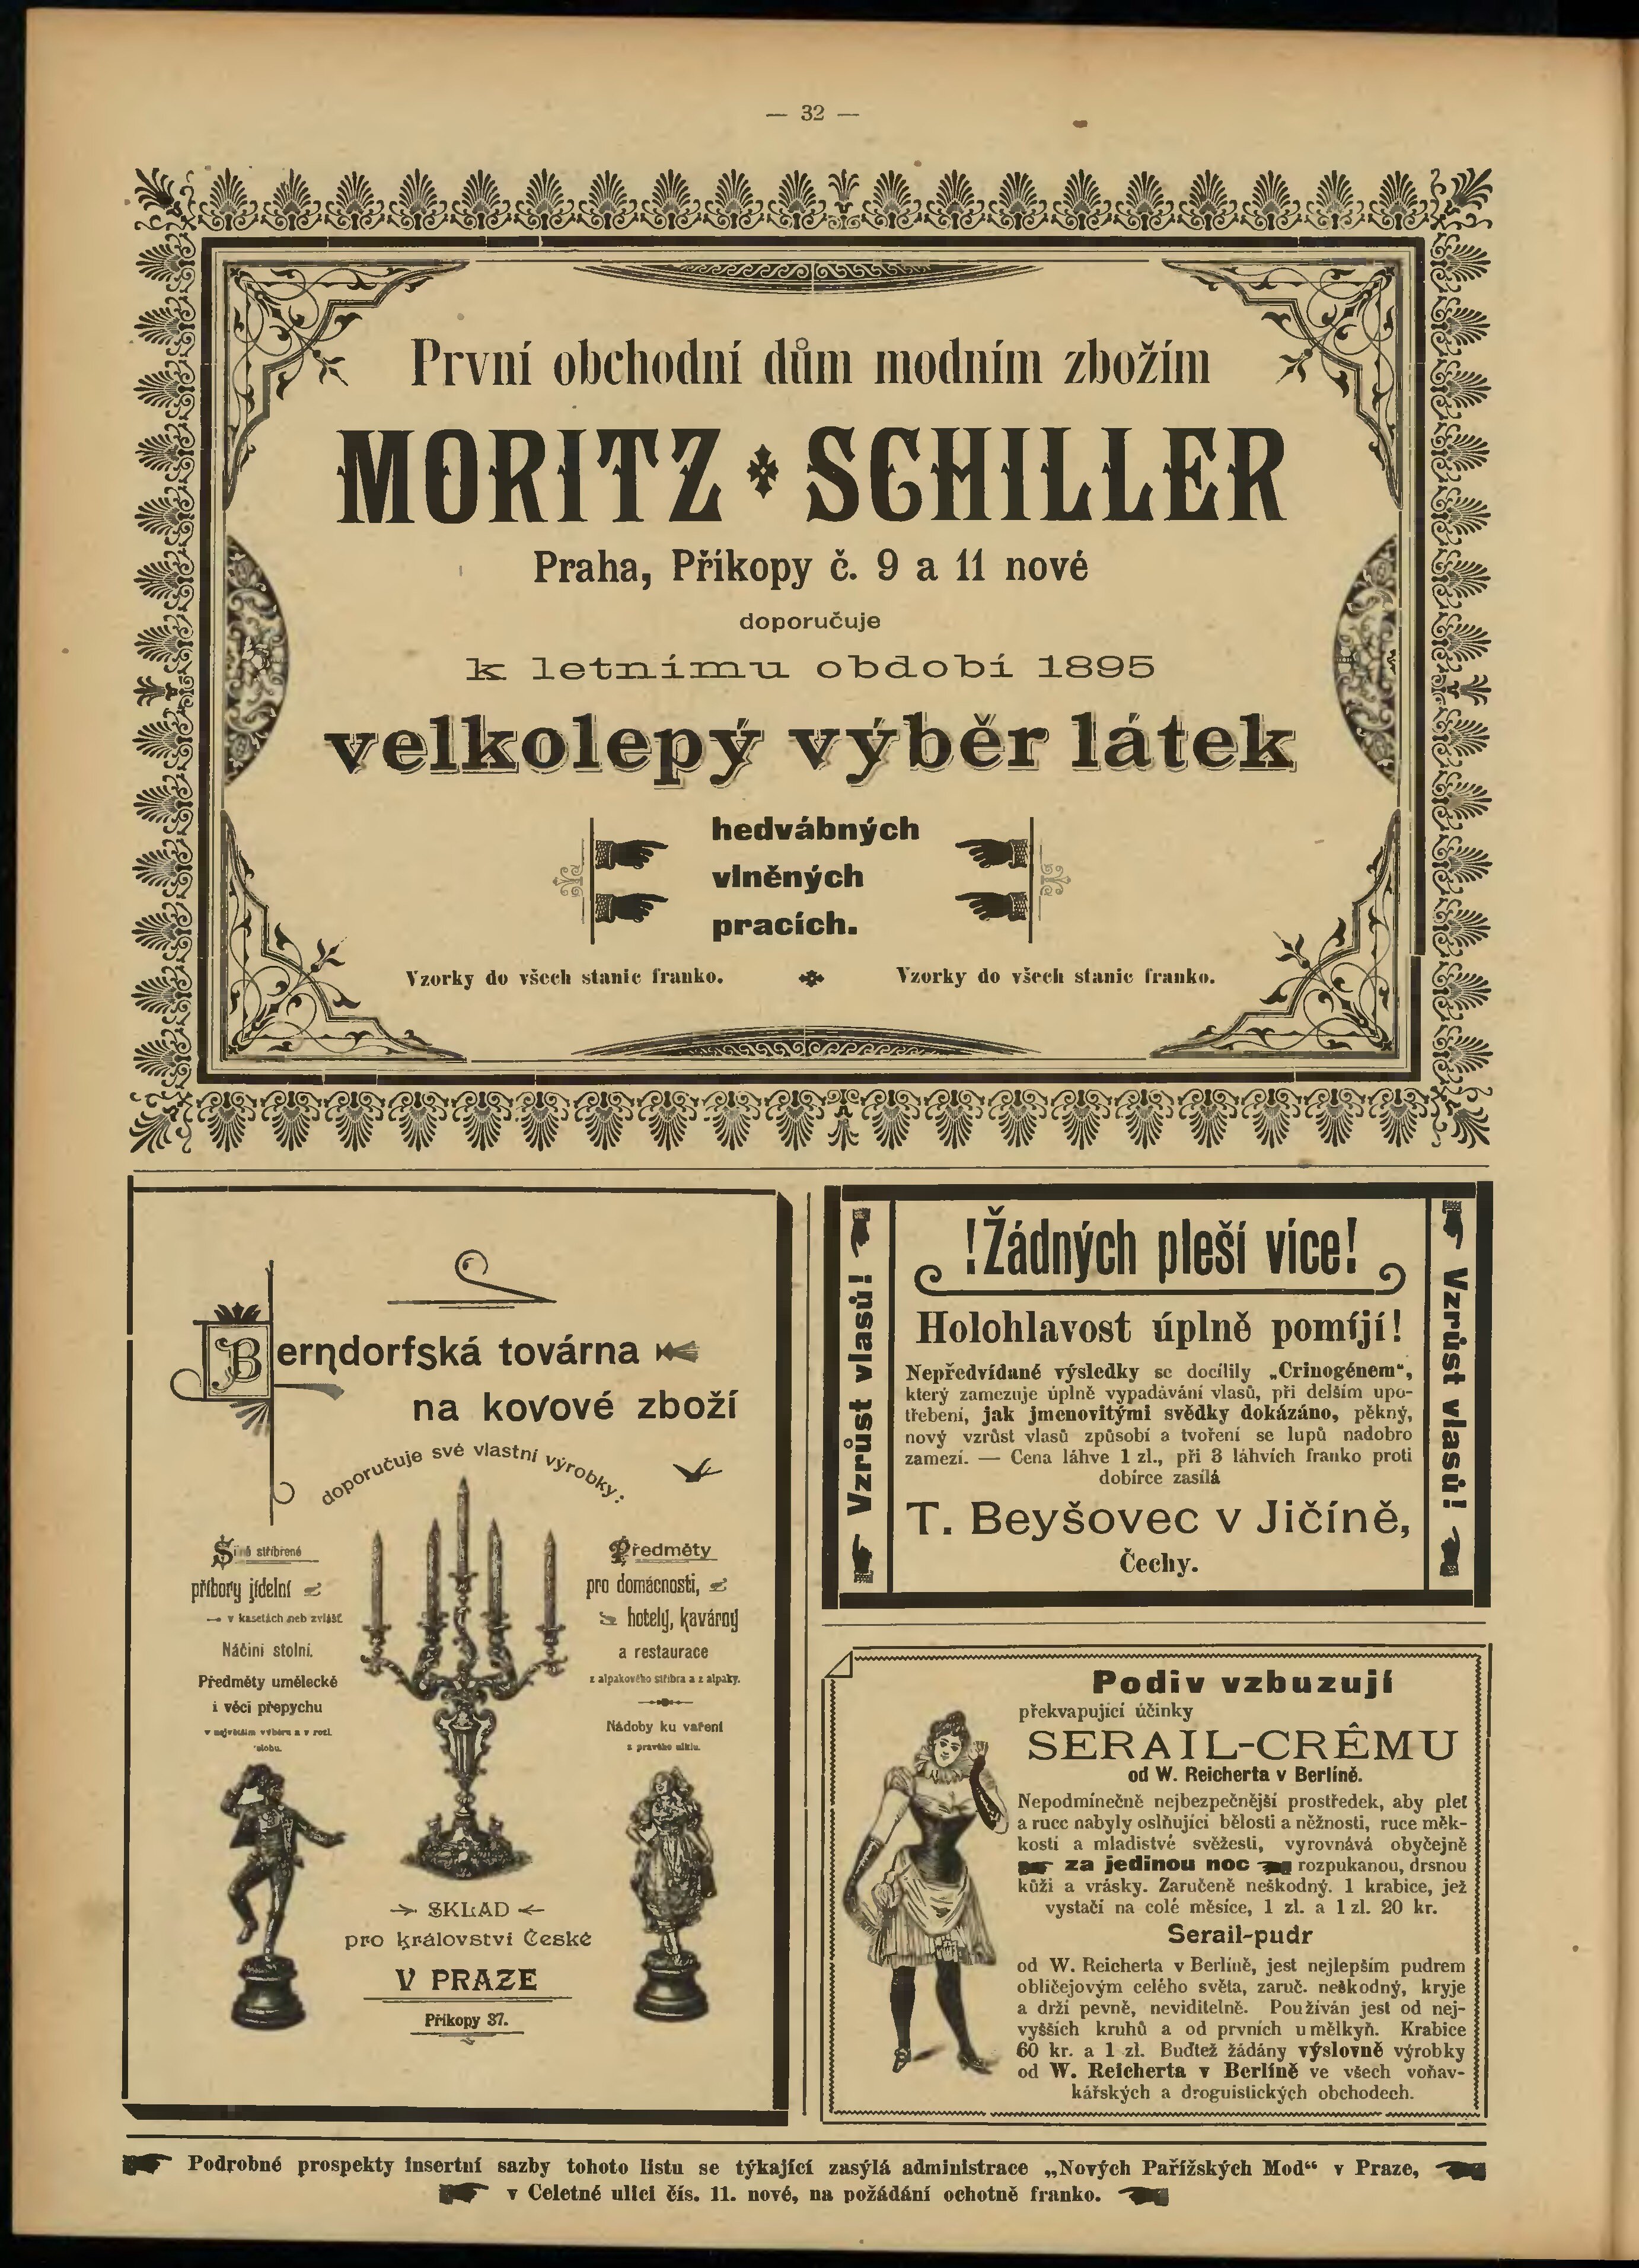 — 32 —
První obchodní dům modním zbožím
MORITZ SCHILLER
Praha, Příkopy č. 9 a 11 nové
doporučuje
k letnímu období 1895
velkolepý výběr látek
hedvábných
vlněných
pracích.
Vzorky do všech stanic franko. Vzorky do všech stanic franko.
Berndorfská továrna
na kovové zboží
doporučuje své vlastní výrobky:
Silně stříbrené
příbory jídelní
v kasetách neb zvlášť.
Náčiní stolní.
Předměty umělecké
i věci přepychu
v největším výběru a v rozl.
slohu.
Předměty
pro domácnosti,
hotely, kavárny
a restaurace
z alpakového stříbra a z alpaky.
Nádoby ku vaření
z pravého niklu.
SKLAD
pro království České
V PRAZE
Příkopy 37.
Vzrůst vlasů!
!Žádných pleší více!
Holohlavost úplně pomíjí!
Nepředvídané výsledky se docílily „Crinogénem“,
který zamezuje úplně vypadávání vlasů, při delším upo-
třebení, jak jmenovitými svědky dokázáno, pěkný,
nový vzrůst vlasů způsobí a tvoření se lupů nadobro
zamezí. — Cena láhve 1 zl., při 3 láhvích franko proti
dobírce zasílá
T. Beyšovec v Jičíně,
Čechy.
Vzrůst vlasů!
Podiv vzbuzují
překvapující účinky
SERAIL-CRÊMU
od W. Reicherta v Berlíně.
Nepodmínečně nejbezpečnější prostředek, aby pleť
a ruce nabyly oslňující bělosti a něžnosti, ruce měk-
kosti a mladistvé svěžesti, vyrovnává obyčejně
za jedinou noc rozpukanou, drsnou
kůži a vrásky. Zaručeně neškodný. 1 krabice, jež
vystačí na colé měsíce, 1 zl. a 1 zl. 20 kr.
Serail-pudr
od W. Reicherta v Berlíně, jest nejlepším pudrem
obličejovým celého světa, zaruč. neškodný, kryje
a drží pevně, neviditelně. Používán jest od nej-
vyšších kruhů a od prvních umělkyň. Krabice
60 kr. a 1 zl. Buďtež žádány výslovně výrobky
od W. Reicherta v Berlíně ve všech voňav-
kářských a droguistických obchodech.
Podrobné prospekty insertní sazby tohoto listu se týkající zasýlá administrace „Nových Pařížských Mod“ v Praze,
v Celetné ulici čís. 11. nové, na požádání ochotně franko.